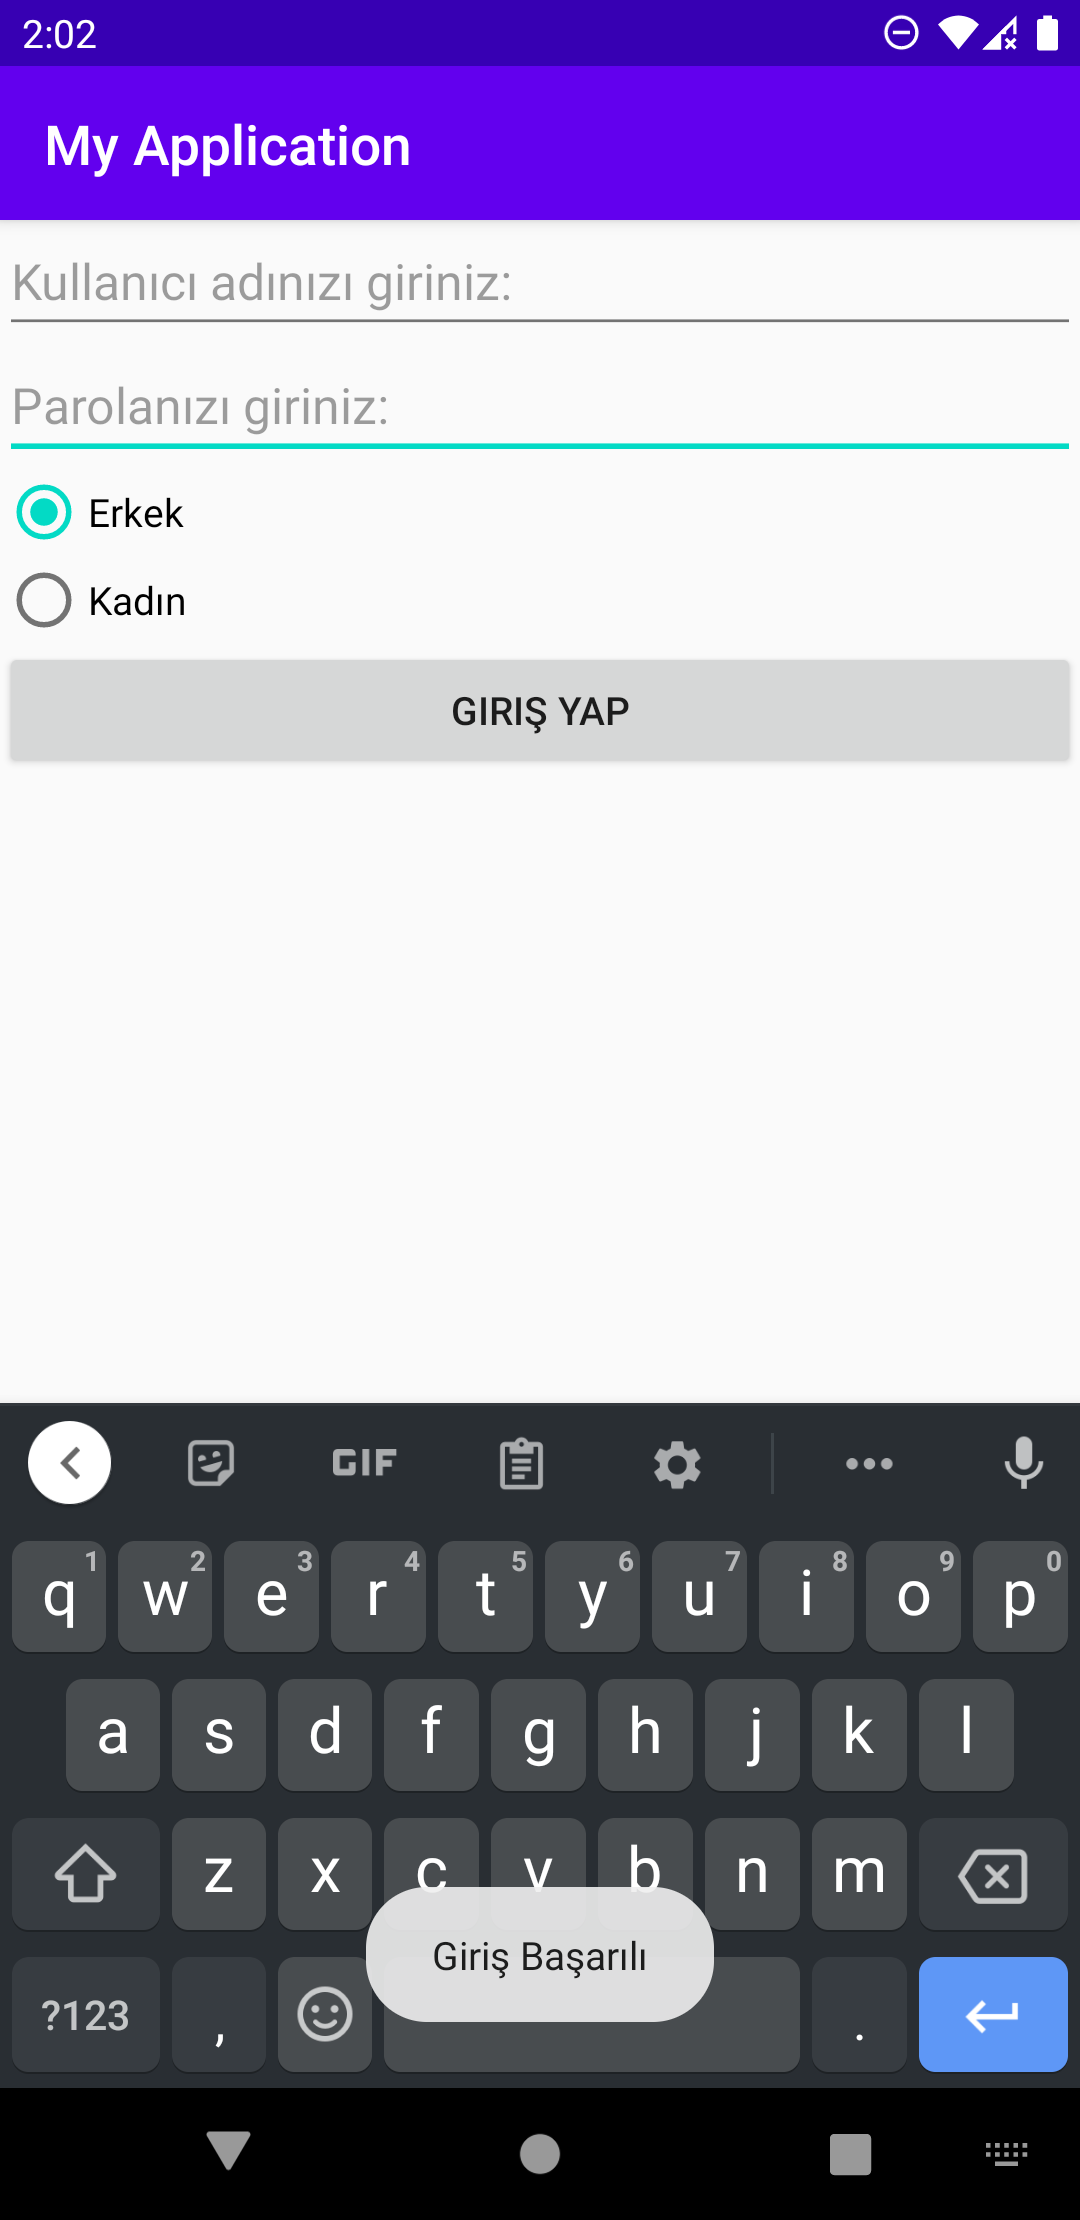 2:02
My Application
Kullanıcı adınızı giriniz:
Parolanızı giriniz:
Erkek
Kadın
GIRIŞ YAP
GIF
q 1 w 2 e 3 r 4 t 5 y 6 u 7 i 8 o 9 p 0
a s d f g h j k l
z x c v b n m
Giriş Başarılı
?123 , .